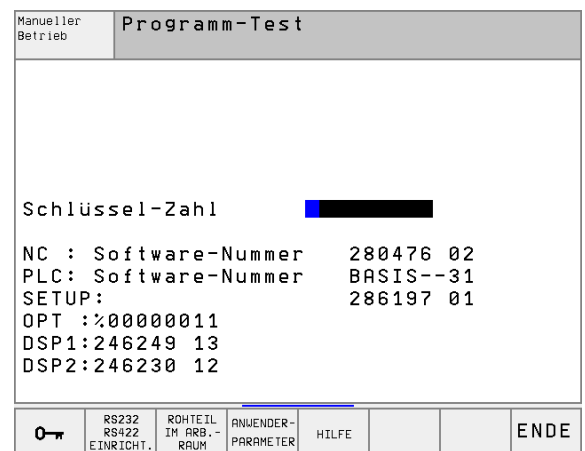 Manueller
Betrieb
Programm-Test
Schlüssel-Zahl
NC : Software-Nummer 280476 02
PLC: Software-Nummer BASIS--31
SETUP: 286197 01
OPT :%00000011
DSP1:246249 13
DSP2:246230 12
RS232
RS422
EINRICHT.
ROHTEIL
IM ARB.-
RAUM
ANWENDER-
PARAMETER
HILFE
ENDE